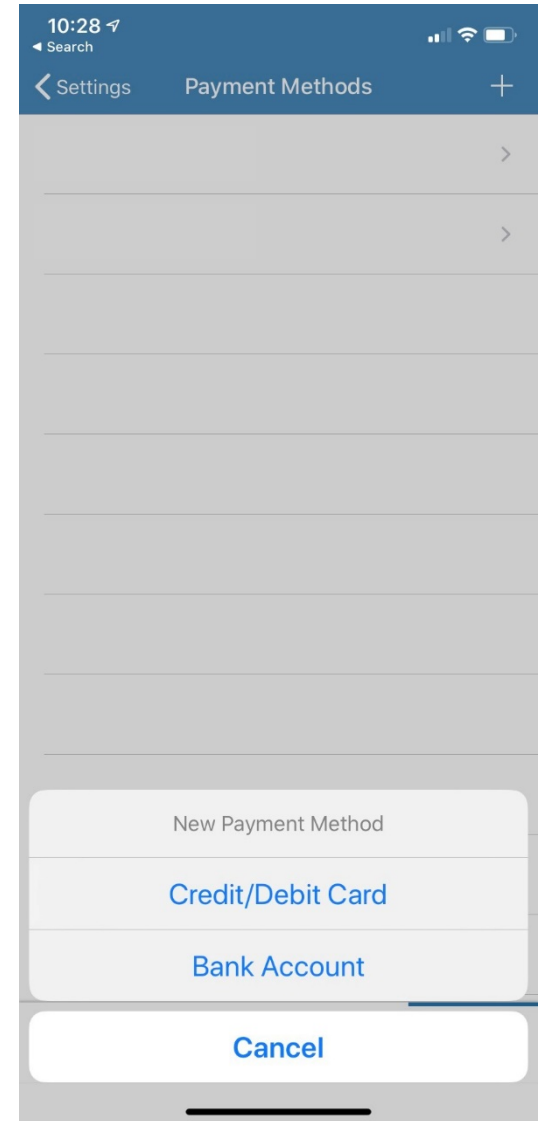 10:28
Search
Settings Payment Methods
New Payment Method
Credit/Debit Card
Bank Account
Cancel